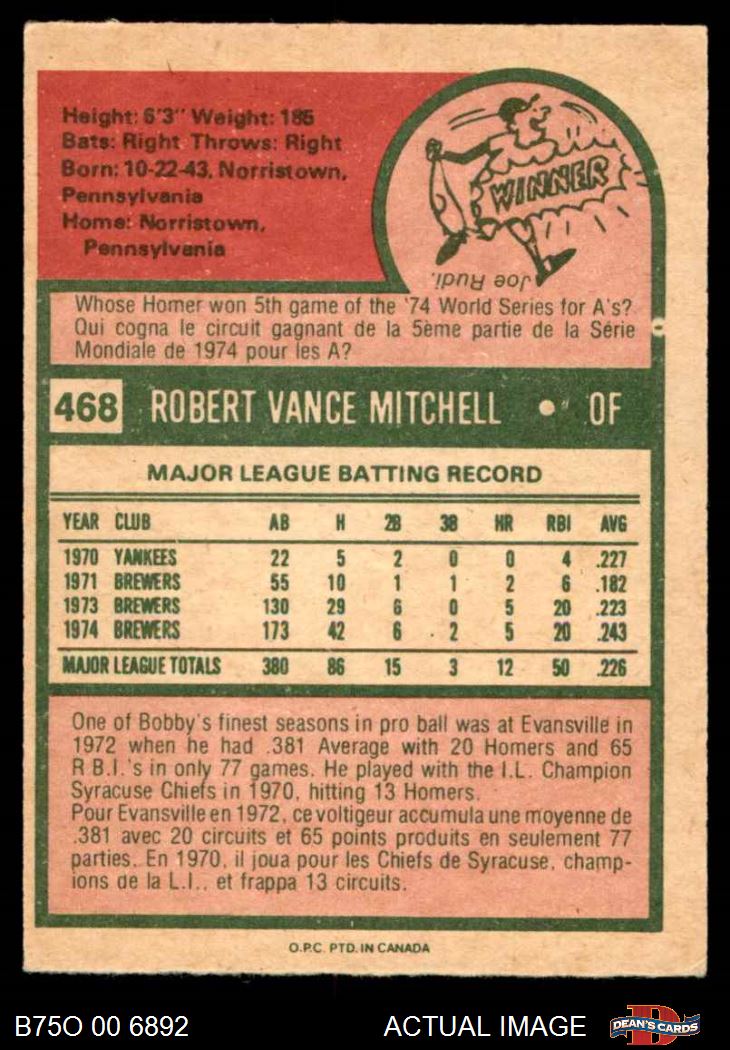 Height: 6'3" Weight: 185
Bats: Right Throws: Right
Born: 10-22-43, Norristown,
Pennsylvania
Home: Norristown,
Pennsylvania
WINNER
Joe Rudi.
Whose Homer won 5th game of the '74 World Series for A's?
Qui cogna le circuit gagnant de la 5ème partie de la Série
Mondiale de 1974 pour les A?
468 ROBERT VANCE MITCHELL • OF
MAJOR LEAGUE BATTING RECORD
YEAR CLUB AB H 2B 3B HR RBI AVG
1970 YANKEES 22 5 2 0 0 4 .227
1971 BREWERS 55 10 1 1 2 6 .182
1973 BREWERS 130 29 6 0 5 20 .223
1974 BREWERS 173 42 6 2 5 20 .243
MAJOR LEAGUE TOTALS 380 86 15 3 12 50 .226
One of Bobby's finest seasons in pro ball was at Evansville in
1972 when he had .381 Average with 20 Homers and 65
R.B.I.'s in only 77 games. He played with the I.L. Champion
Syracuse Chiefs in 1970, hitting 13 Homers.
Pour Evansville en 1972, ce voltigeur accumula une moyenne de
.381 avec 20 circuits et 65 points produits en seulement 77
parties. En 1970, il joua pour les Chiefs de Syracuse, champ-
ions de la L.I., et frappa 13 circuits.
O.P.C. PTD. IN CANADA
B75O 00 6892 ACTUAL IMAGE DEAN'S CARDS